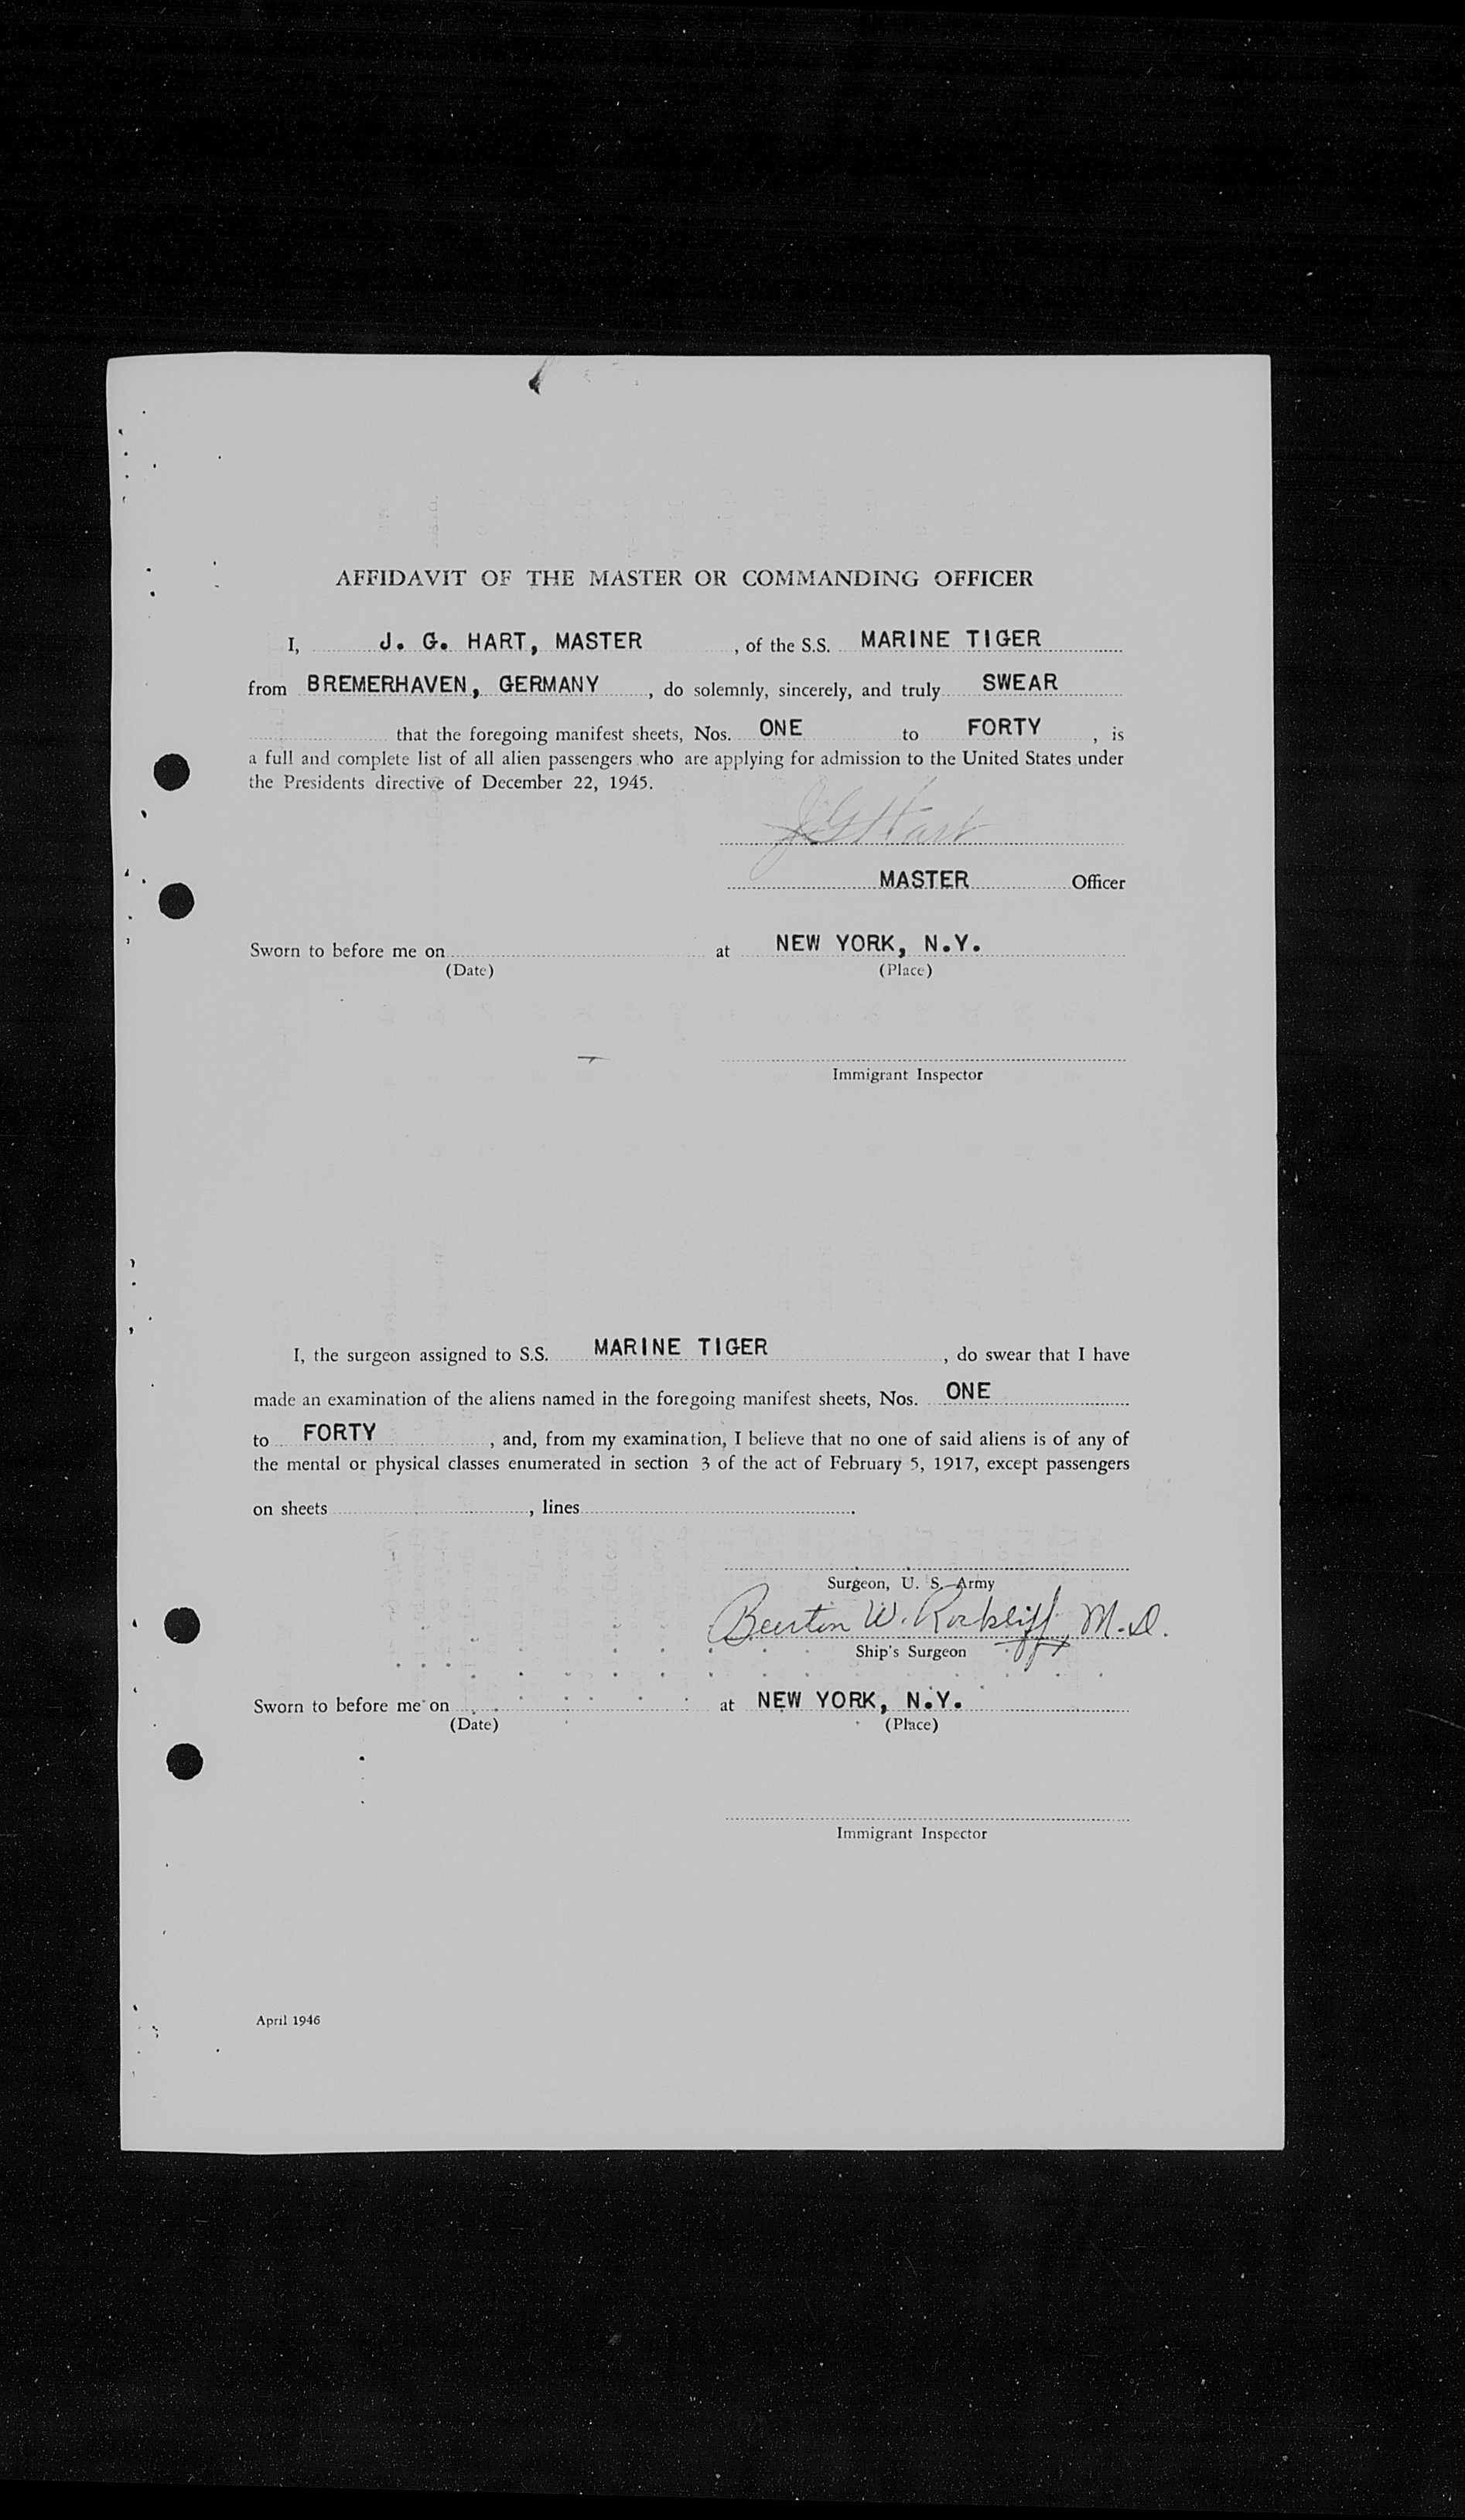 AFFIDAVIT OF THE MASTER OR COMMANDING OFFICER
I, J. G. HART, MASTER , of the S.S. MARINE TIGER
from BREMERHAVEN, GERMANY , do solemnly, sincerely, and truly SWEAR
that the foregoing manifest sheets, Nos. ONE to FORTY , is
a full and complete list of all alien passengers who are applying for admission to the United States under
the Presidents directive of December 22, 1945.
J G Hart
MASTER Officer
Sworn to before me on at NEW YORK, N.Y.
(Date) (Place)
Immigrant Inspector
I, the surgeon assigned to S.S. MARINE TIGER , do swear that I have
made an examination of the aliens named in the foregoing manifest sheets, Nos. ONE
to FORTY , and, from my examination, I believe that no one of said aliens is of any of
the mental or physical classes enumerated in section 3 of the act of February 5, 1917, except passengers
on sheets , lines .
Surgeon, U. S. Army
W. M.D.
Ship's Surgeon
Sworn to before me on at NEW YORK, N.Y.
(Date) (Place)
Immigrant Inspector
April 1946